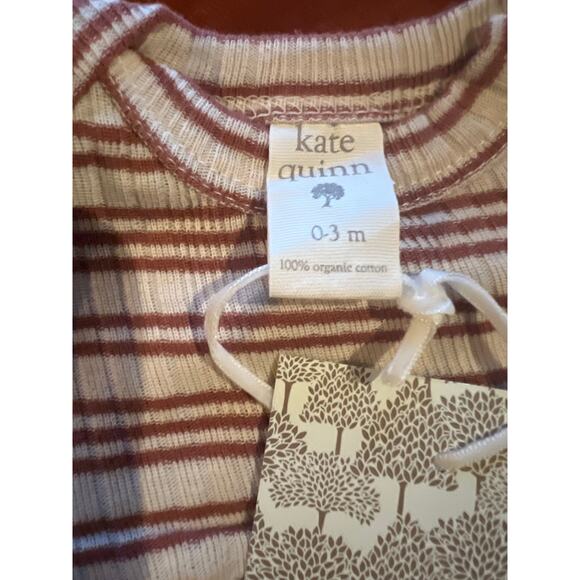 kate
quinn
0-3 m
100% organic cotton